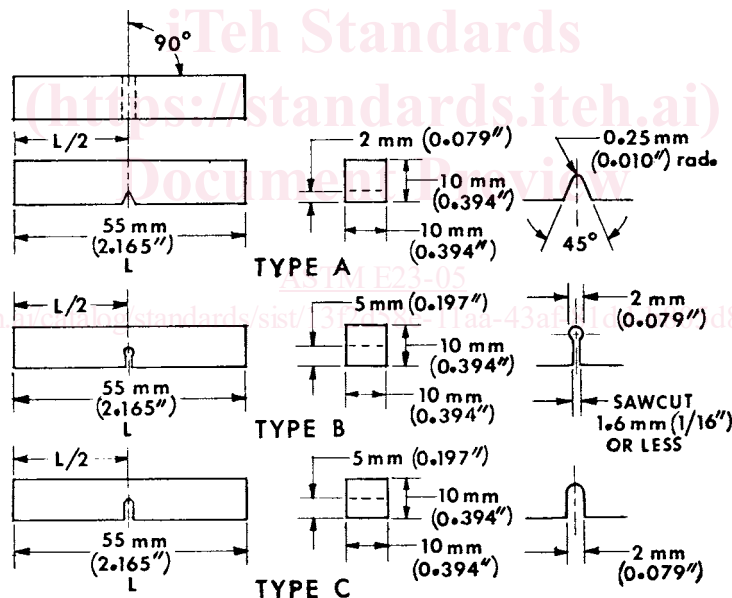 iTeh Standards
90°
(https://standards.iteh.ai)
L/2
2 mm (0.079")
0.25 mm
(0.010") rad.
Document Preview
10 mm
(0.394")
55 mm
(2.165")
L
10 mm
(0.394")
45°
TYPE A
ASTM E23-05
L/2
5 mm (0.197")
2 mm
(0.079")
10 mm
(0.394")
55 mm
(2.165")
L
10 mm
(0.394")
SAWCUT
1.6 mm (1/16")
OR LESS
TYPE B
L/2
5 mm (0.197")
10 mm
(0.394")
55 mm
(2.165")
L
10 mm
(0.394")
2 mm
(0.079")
TYPE C